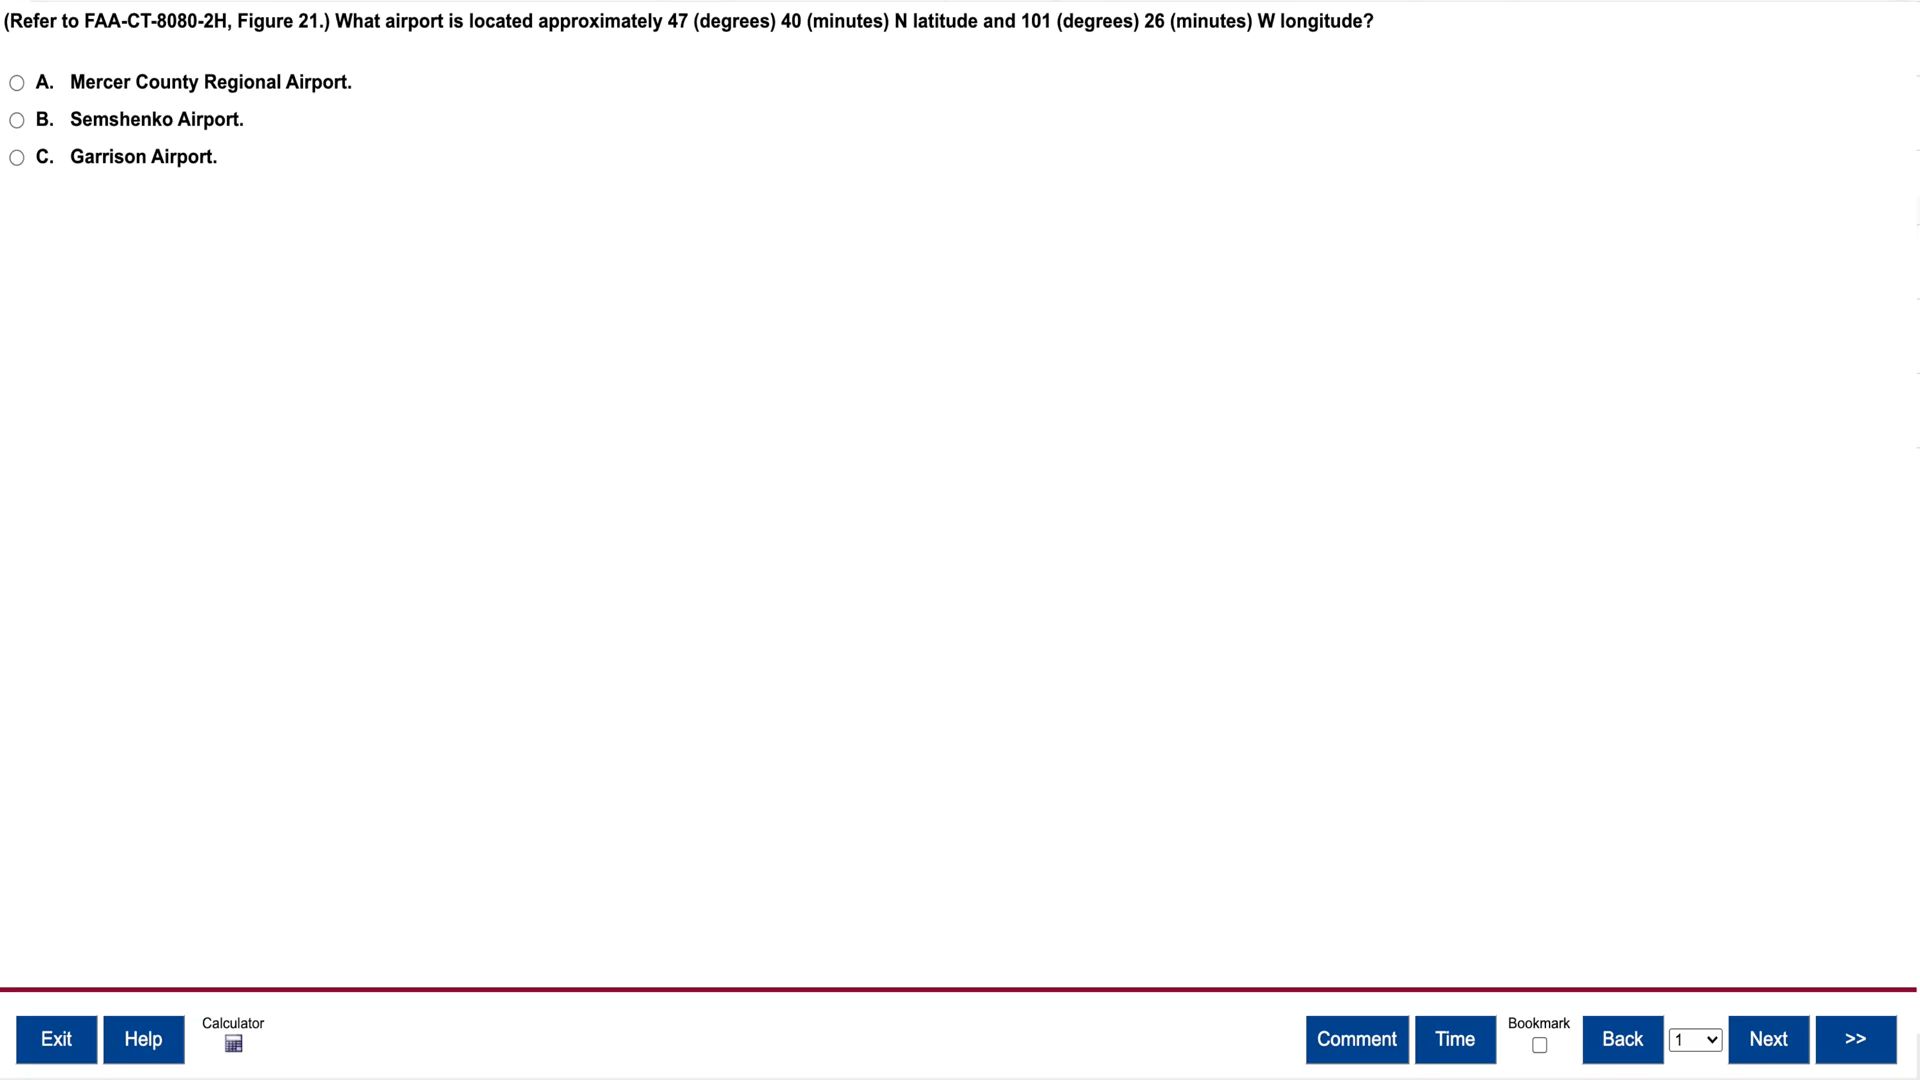 (Refer to FAA-CT-8080-2H, Figure 21.) What airport is located approximately 47 (degrees) 40 (minutes) N latitude and 101 (degrees) 26 (minutes) W longitude?
A. Mercer County Regional Airport.
B. Semshenko Airport.
C. Garrison Airport.
Exit Help Calculator Comment Time Bookmark Back 1 Next >>